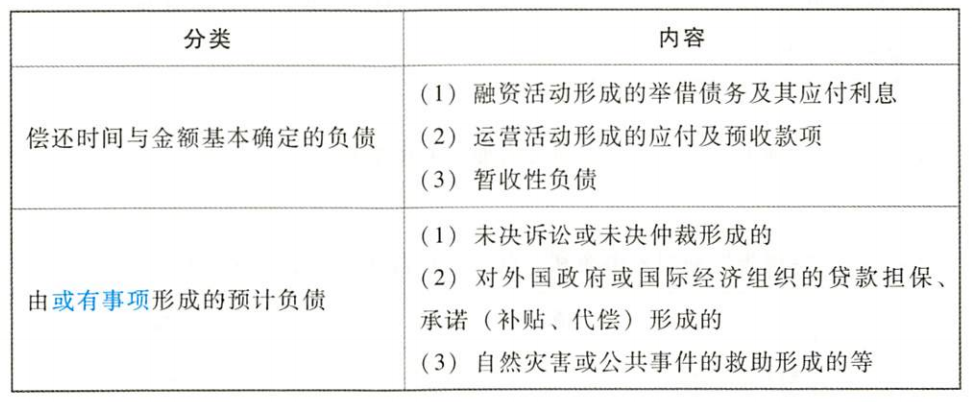 分类
内容
偿还时间与金额基本确定的负债
(1) 融资活动形成的举借债务及其应付利息
(2) 运营活动形成的应付及预收款项
(3) 暂收性负债
由或有事项形成的预计负债
(1) 未决诉讼或未决仲裁形成的
(2) 对外国政府或国际经济组织的贷款担保、
承诺（补贴、代偿）形成的
(3) 自然灾害或公共事件的救助形成的等